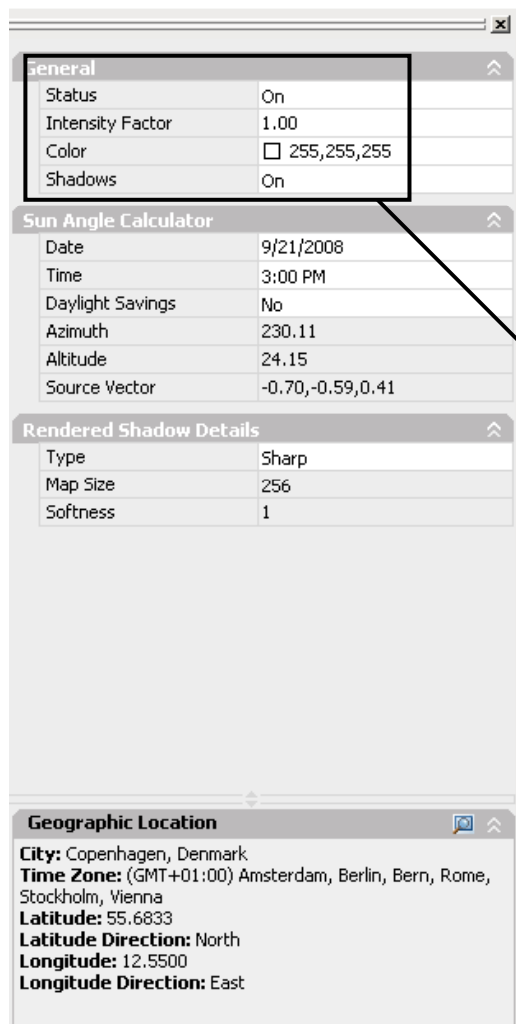 General
Status On
Intensity Factor 1.00
Color 255,255,255
Shadows On
Sun Angle Calculator
Date 9/21/2008
Time 3:00 PM
Daylight Savings No
Azimuth 230.11
Altitude 24.15
Source Vector -0.70,-0.59,0.41
Rendered Shadow Details
Type Sharp
Map Size 256
Softness 1
Geographic Location
City: Copenhagen, Denmark
Time Zone: (GMT+01:00) Amsterdam, Berlin, Bern, Rome,
Stockholm, Vienna
Latitude: 55.6833
Latitude Direction: North
Longitude: 12.5500
Longitude Direction: East